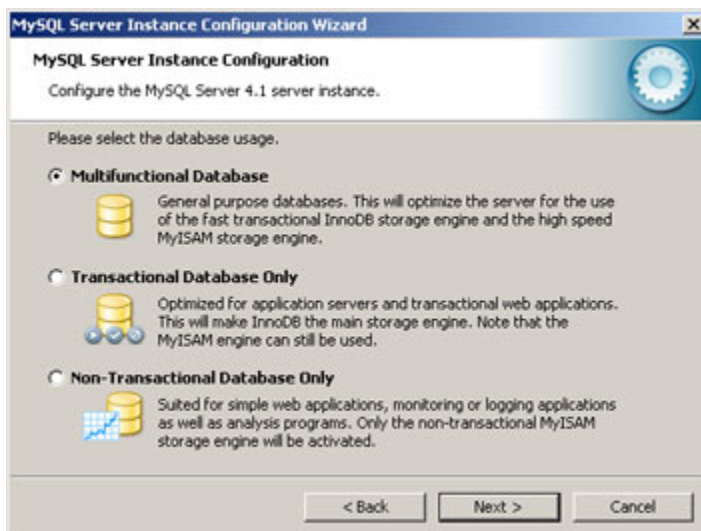 MySQL Server Instance Configuration Wizard
MySQL Server Instance Configuration
Configure the MySQL Server 4.1 server instance.
Please select the database usage.
Multifunctional Database
General purpose databases. This will optimize the server for the use
of the fast transactional InnoDB storage engine and the high speed
MyISAM storage engine.
Transactional Database Only
Optimized for application servers and transactional web applications.
This will make InnoDB the main storage engine. Note that the
MyISAM engine can still be used.
Non-Transactional Database Only
Suited for simple web applications, monitoring or logging applications
as well as analysis programs. Only the non-transactional MyISAM
storage engine will be activated.
< Back Next > Cancel